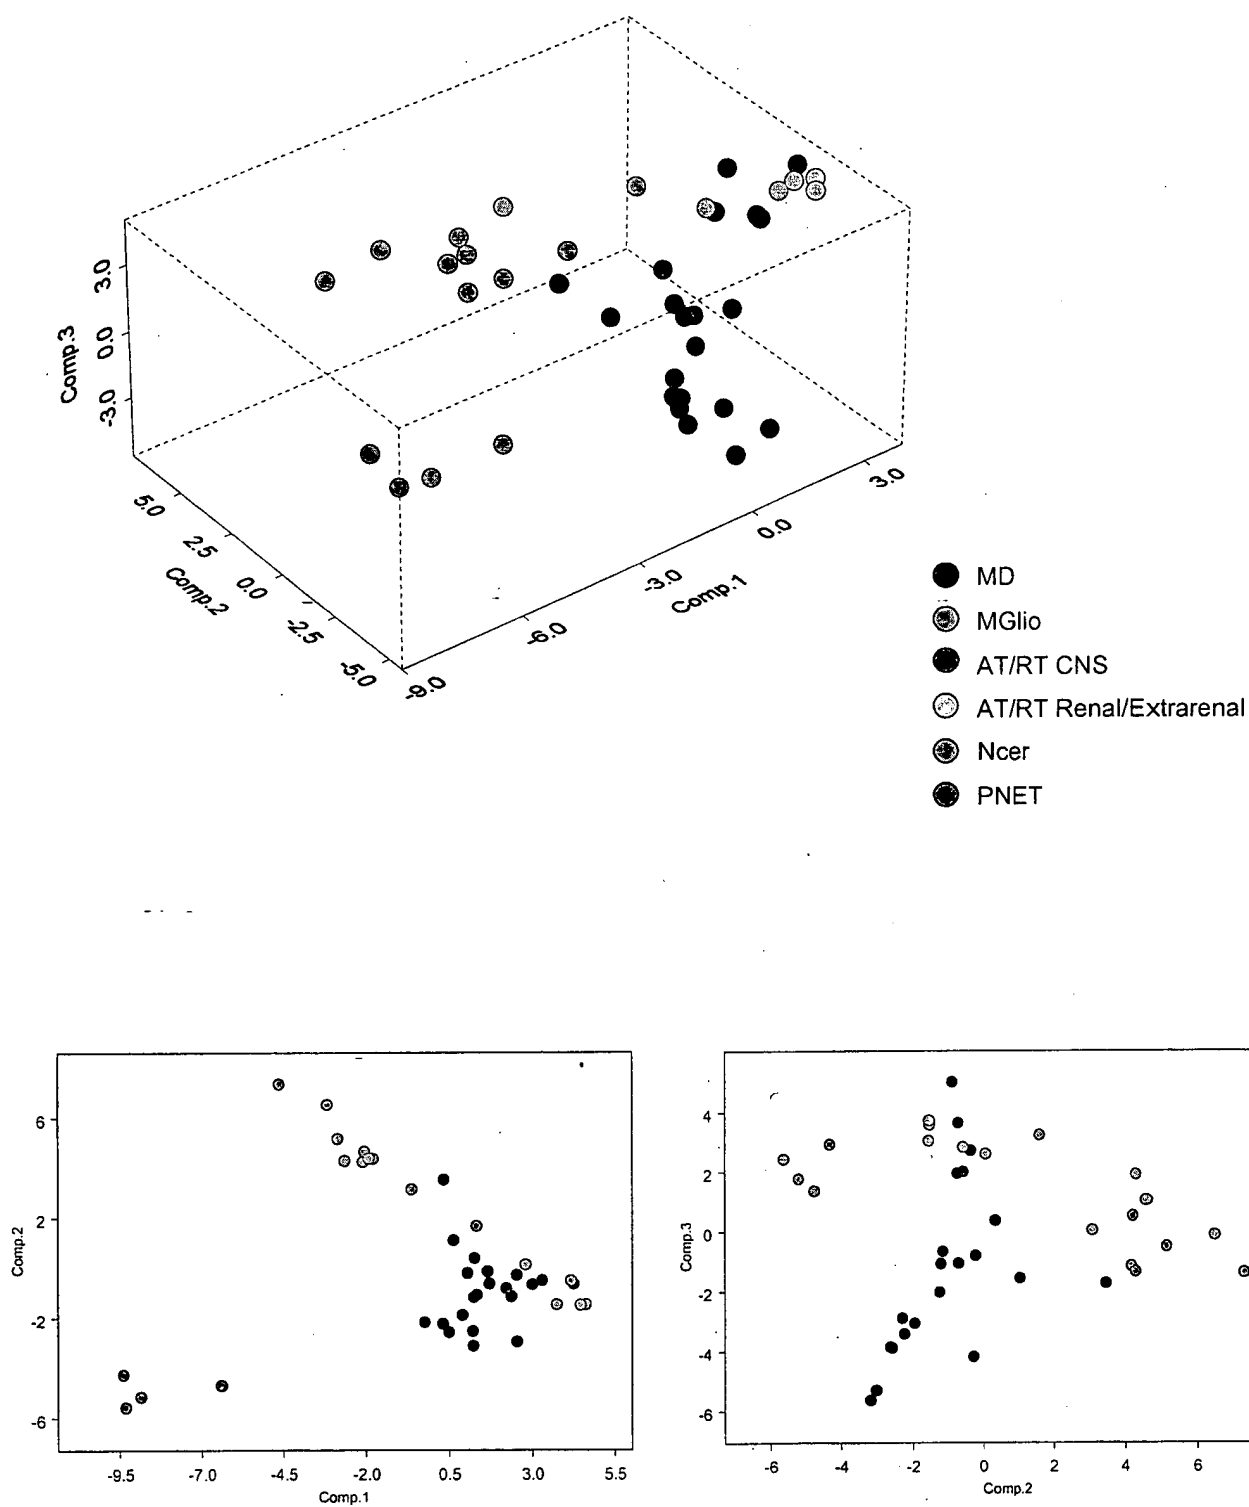 3.0
0.0
-3.0
Comp.3
5.0
2.5
0.0
-2.5
-5.0
Comp.2
-9.0
-6.0
-3.0
0.0
3.0
Comp.1
MD
MGlio
AT/RT CNS
AT/RT Renal/Extrarenal
Ncer
PNET
6
2
-2
-6
Comp.2
-9.5 -7.0 -4.5 -2.0 0.5 3.0 5.5
Comp.1
4
2
0
-2
-4
-6
Comp.3
-6 -4 -2 0 2 4 6
Comp.2